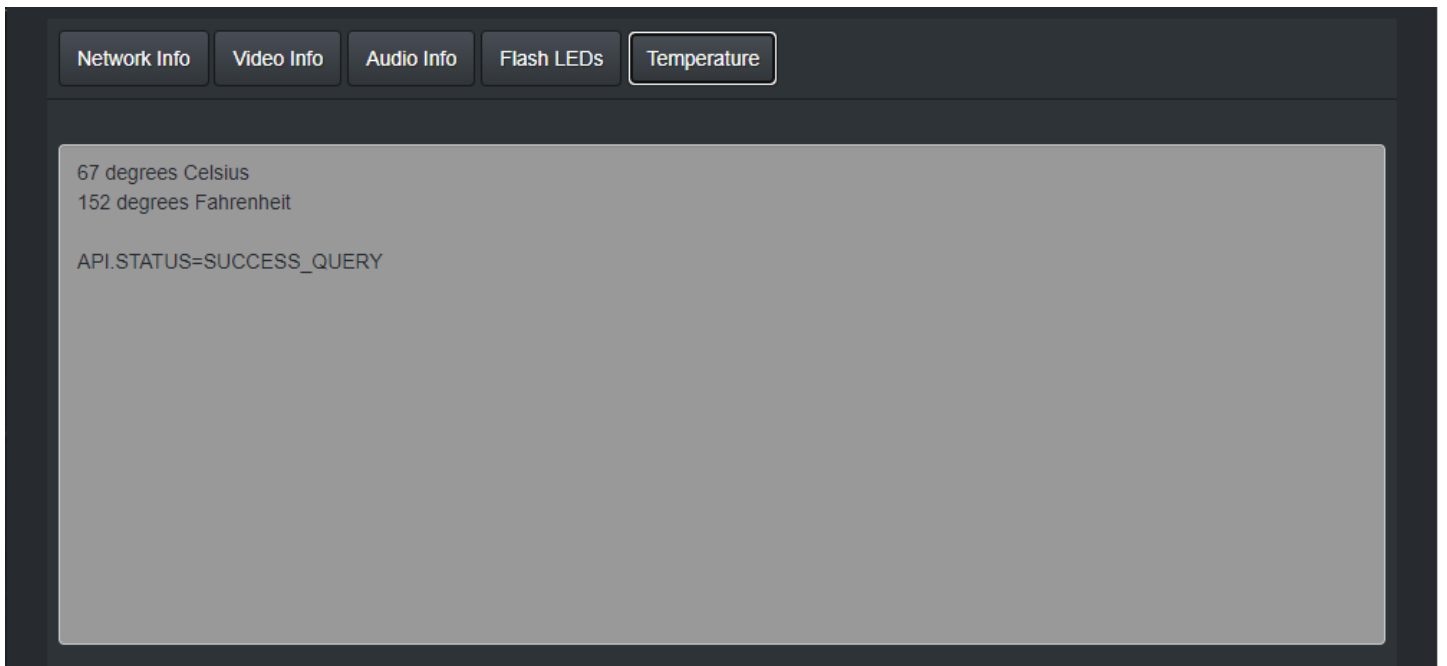 Network Info Video Info Audio Info Flash LEDs Temperature
67 degrees Celsius
152 degrees Fahrenheit
API.STATUS=SUCCESS_QUERY